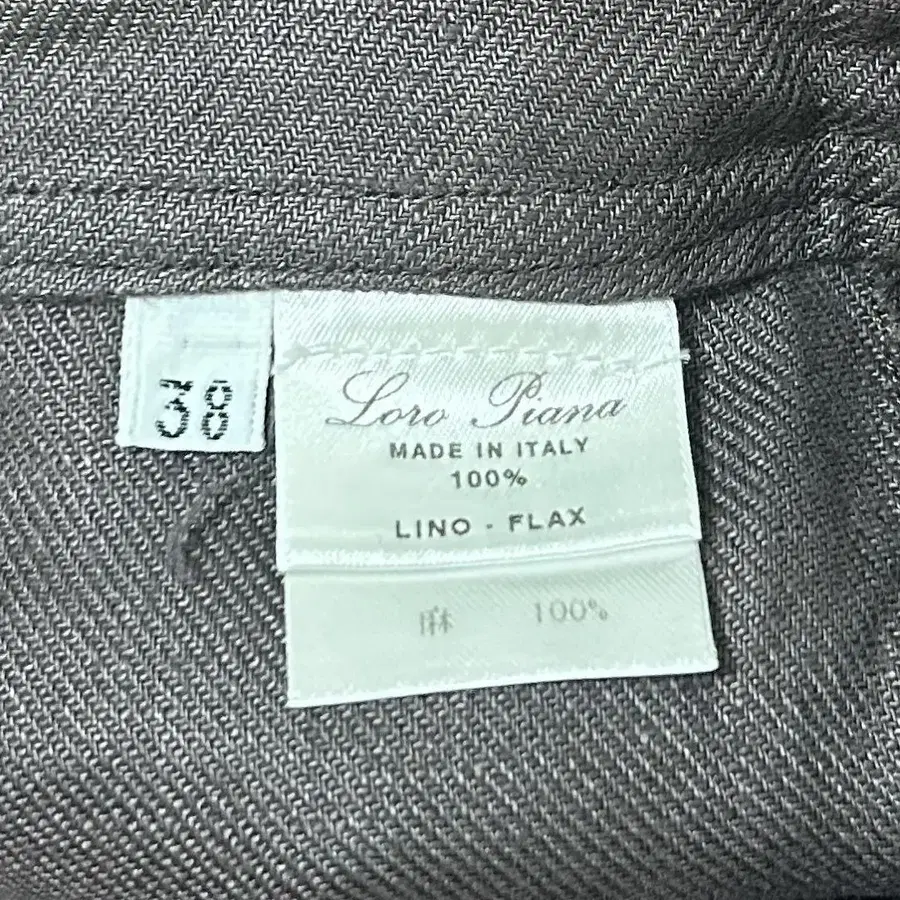 38
Loro Piana
MADE IN ITALY
100%
LINO - FLAX
麻 100%